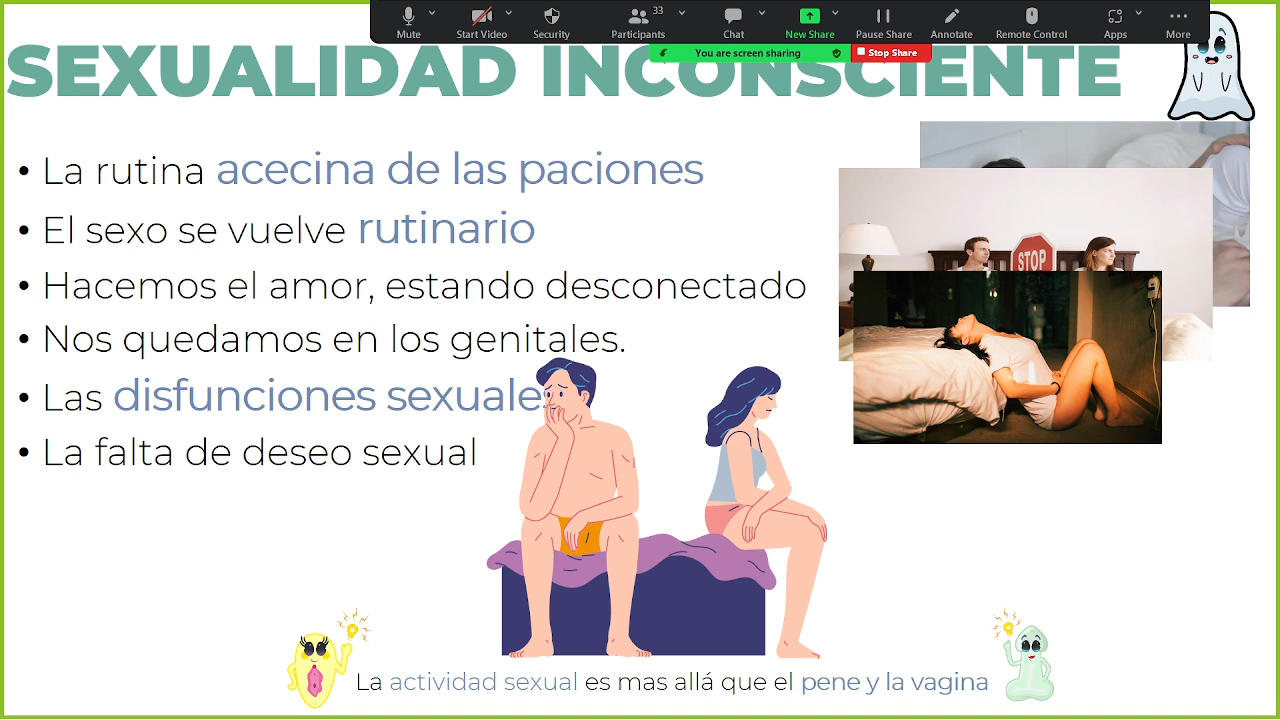 33
Mute
Start Video
Security
Participants
Chat
New Share
Pause Share
Annotate
Remote Control
Apps
More
You are screen sharing
Stop Share
SEXUALIDAD INCONSCIENTE
• La rutina acecina de las paciones
• El sexo se vuelve rutinario
• Hacemos el amor, estando desconectado
• Nos quedamos en los genitales.
• Las disfunciones sexuales
• La falta de deseo sexual
STOP
La actividad sexual es mas allá que el pene y la vagina